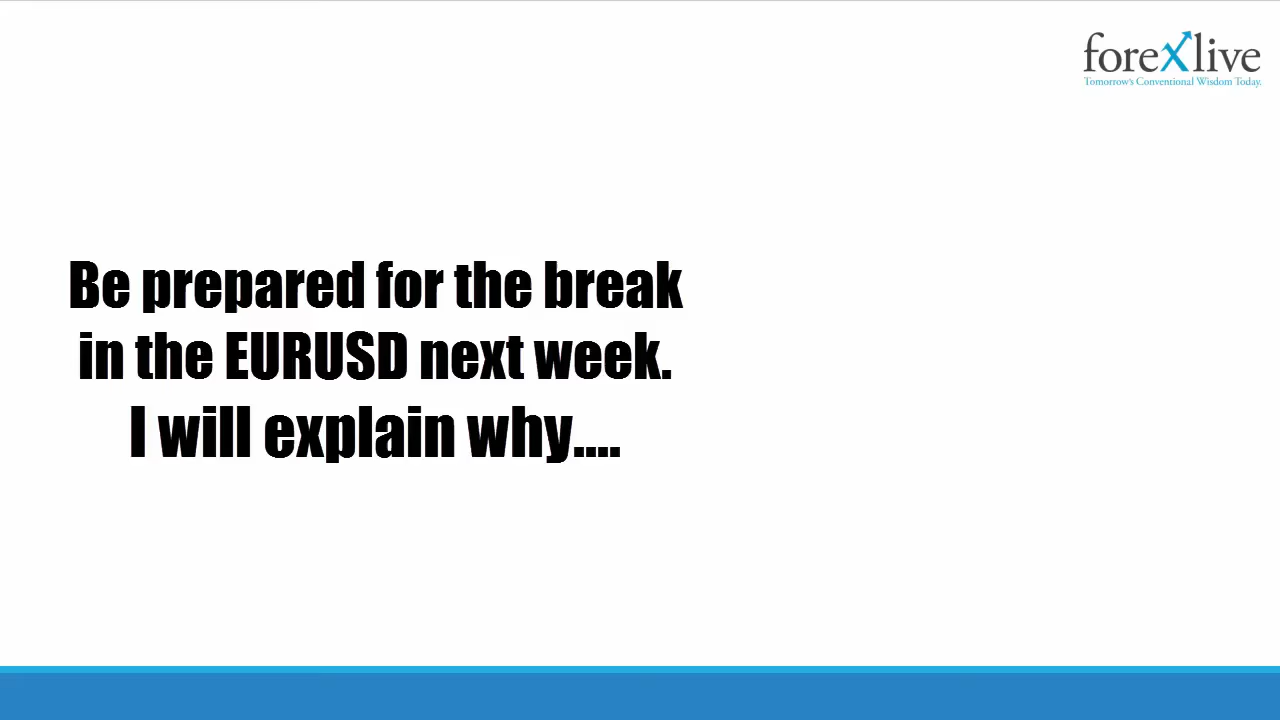 forexlive
Tomorrow's Conventional Wisdom Today.
Be prepared for the break
in the EURUSD next week.
I will explain why....